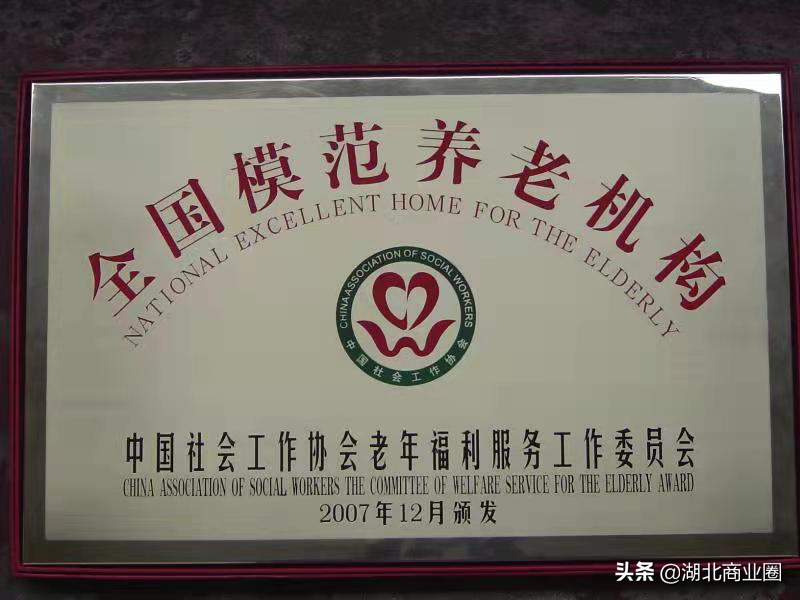 全国模范养老机构
NATIONAL EXCELLENT HOME FOR THE ELDERLY
CHINA ASSOCIATION OF SOCIAL WORKERS
中国社会工作协会
中国社会工作协会老年福利服务工作委员会
CHINA ASSOCIATION OF SOCIAL WORKERS THE COMMITTEE OF WELFARE SERVICE FOR THE ELDERLY AWARD
2007年12月颁发
头条 @湖北商业圈